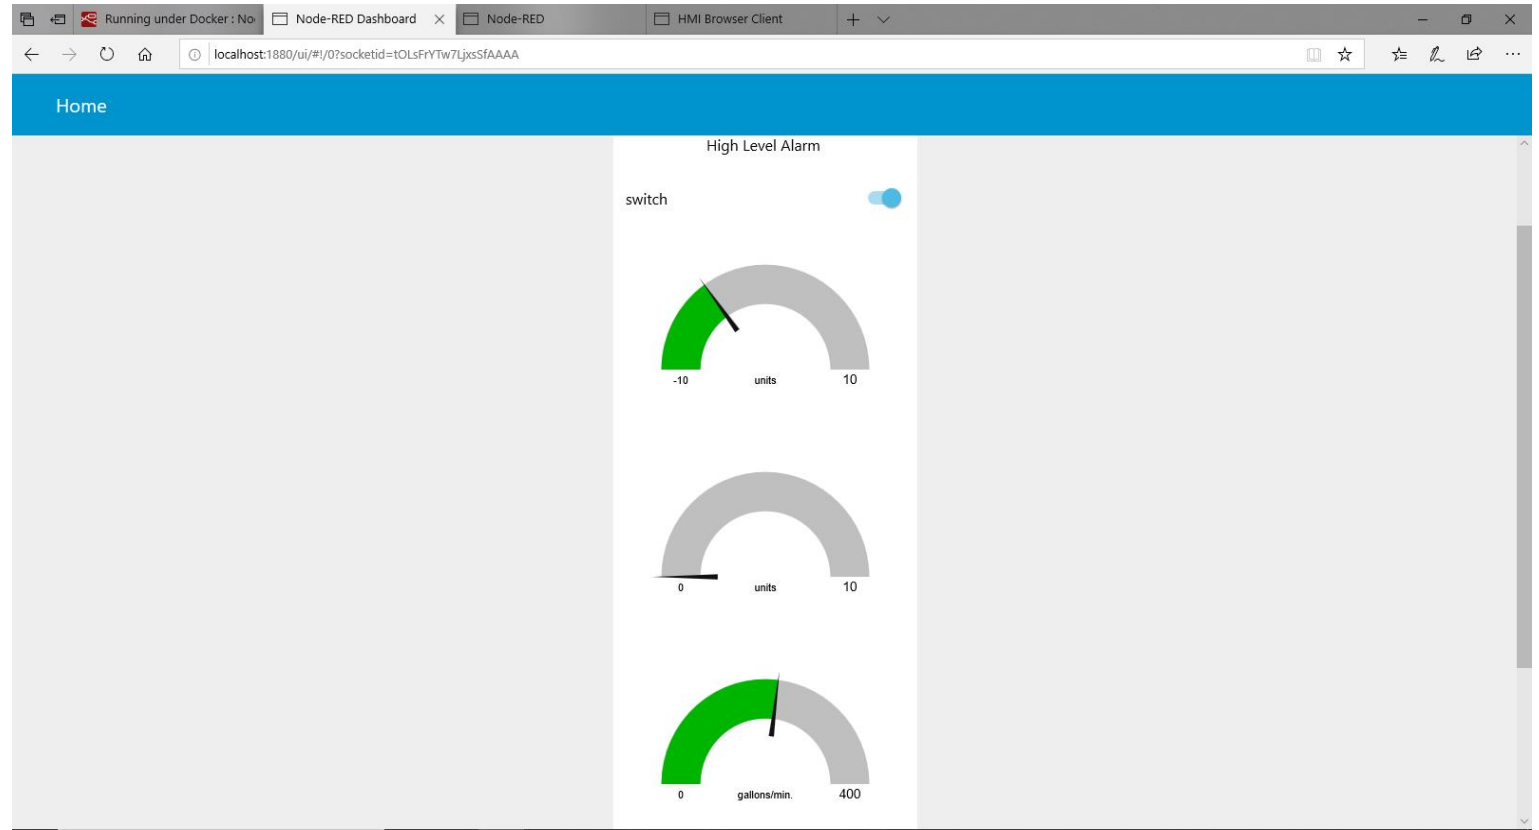 Running under Docker : No
Node-RED Dashboard
Node-RED
HMI Browser Client
localhost:1880/ui/#!/0?socketid=tOLsFrYTw7LjxsSfAAAA
Home
High Level Alarm
switch
-10 units 10
0 units 10
0 gallons/min. 400